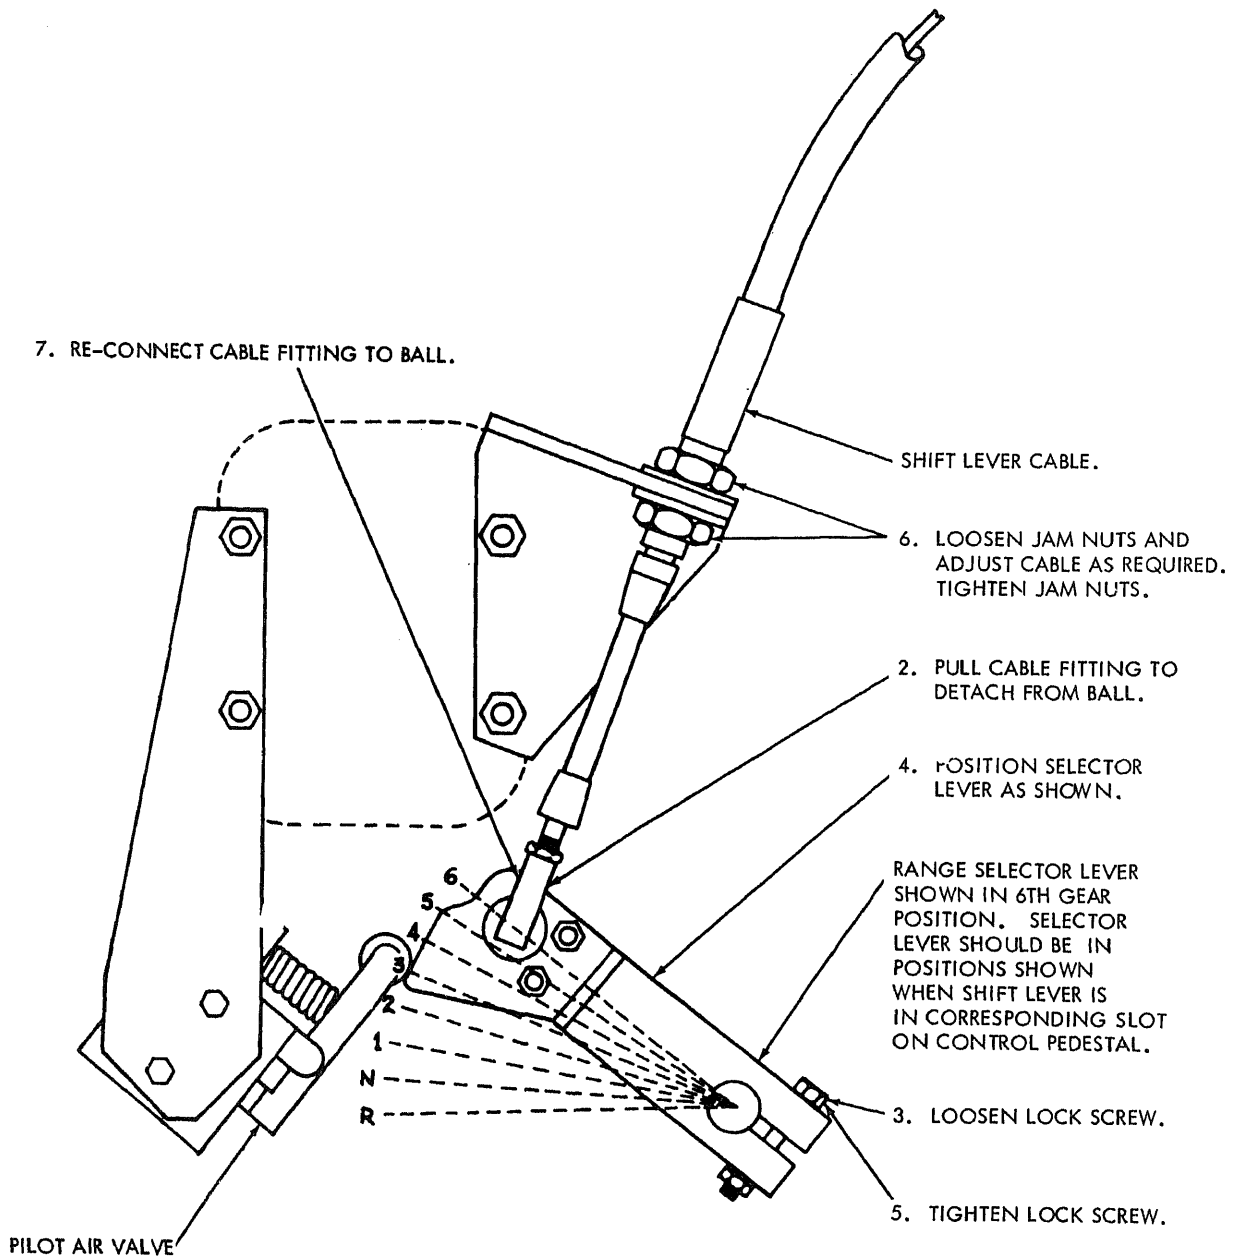 7. RE-CONNECT CABLE FITTING TO BALL.
SHIFT LEVER CABLE.
6. LOOSEN JAM NUTS AND
ADJUST CABLE AS REQUIRED.
TIGHTEN JAM NUTS.
2. PULL CABLE FITTING TO
DETACH FROM BALL.
4. POSITION SELECTOR
LEVER AS SHOWN.
RANGE SELECTOR LEVER
SHOWN IN 6TH GEAR
POSITION. SELECTOR
LEVER SHOULD BE IN
POSITIONS SHOWN
WHEN SHIFT LEVER IS
IN CORRESPONDING SLOT
ON CONTROL PEDESTAL.
6
5
4
3
2
1
N
R
3. LOOSEN LOCK SCREW.
5. TIGHTEN LOCK SCREW.
PILOT AIR VALVE